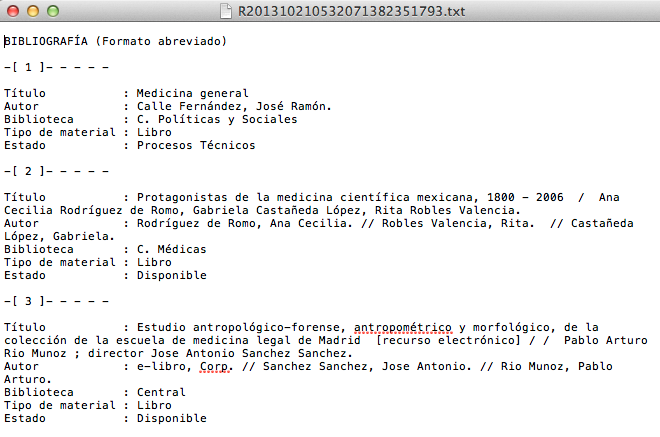 R20131021053207138235​1793.txt
BIBLIOGRAFÍA (Formato abreviado)
-[ 1 ]- - - - -
Título : Medicina general
Autor : Calle Fernández, José Ramón.
Biblioteca : C. Políticas y Sociales
Tipo de material : Libro
Estado : Procesos Técnicos
-[ 2 ]- - - - -
Título : Protagonistas de la medicina científica mexicana, 1800 - 2006 / Ana
Cecilia Rodríguez de Romo, Gabriela Castañeda López, Rita Robles Valencia.
Autor : Rodríguez de Romo, Ana Cecilia. // Robles Valencia, Rita. // Castañeda
López, Gabriela.
Biblioteca : C. Médicas
Tipo de material : Libro
Estado : Disponible
-[ 3 ]- - - - -
Título : Estudio antropológico-forense, antropométrico y morfológico, de la
colección de la escuela de medicina legal de Madrid [recurso electrónico] / / Pablo Arturo
Rio Munoz ; director Jose Antonio Sanchez Sanchez.
Autor : e-libro, Corp. // Sanchez Sanchez, Jose Antonio. // Rio Munoz, Pablo
Arturo.
Biblioteca : Central
Tipo de material : Libro
Estado : Disponible